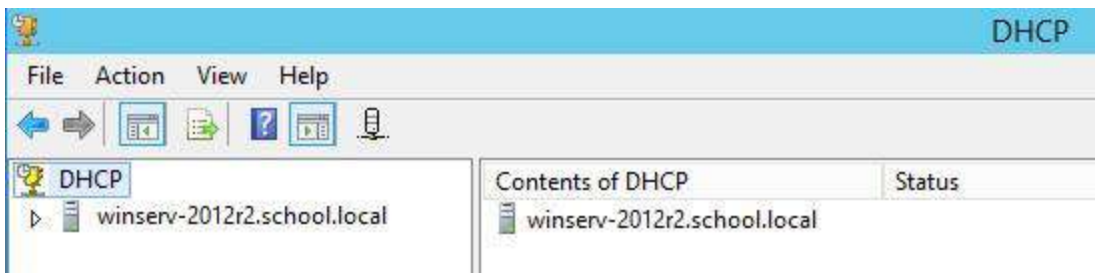 DHCP
File Action View Help
DHCP
winserv-2012r2.school.local
Contents of DHCP Status
winserv-2012r2.school.local